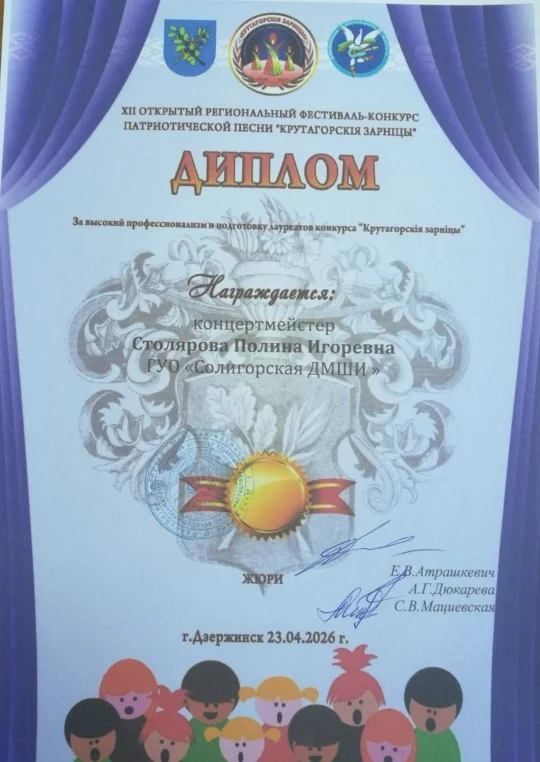 «КРУТАГОРСКІЯ ЗАРНІЦЫ»
XII ОТКРЫТЫЙ РЕГИОНАЛЬНЫЙ ФЕСТИВАЛЬ-КОНКУРС
ПАТРИОТИЧЕСКОЙ ПЕСНИ "КРУТАГОРСКІЯ ЗАРНІЦЫ"
ДИПЛОМ
За высокий профессионализм и подготовку лауреатов конкурса "Крутагорскія зарніцы"
Награждается:
концертмейстер
Столярова Полина Игоревна
ГУО «Солигорская ДМШИ »
ЖЮРИ
Е.В.Атрашкевич
А.Г.Дюкарева
С.В.Мациевская
г.Дзержинск 23.04.2026 г.